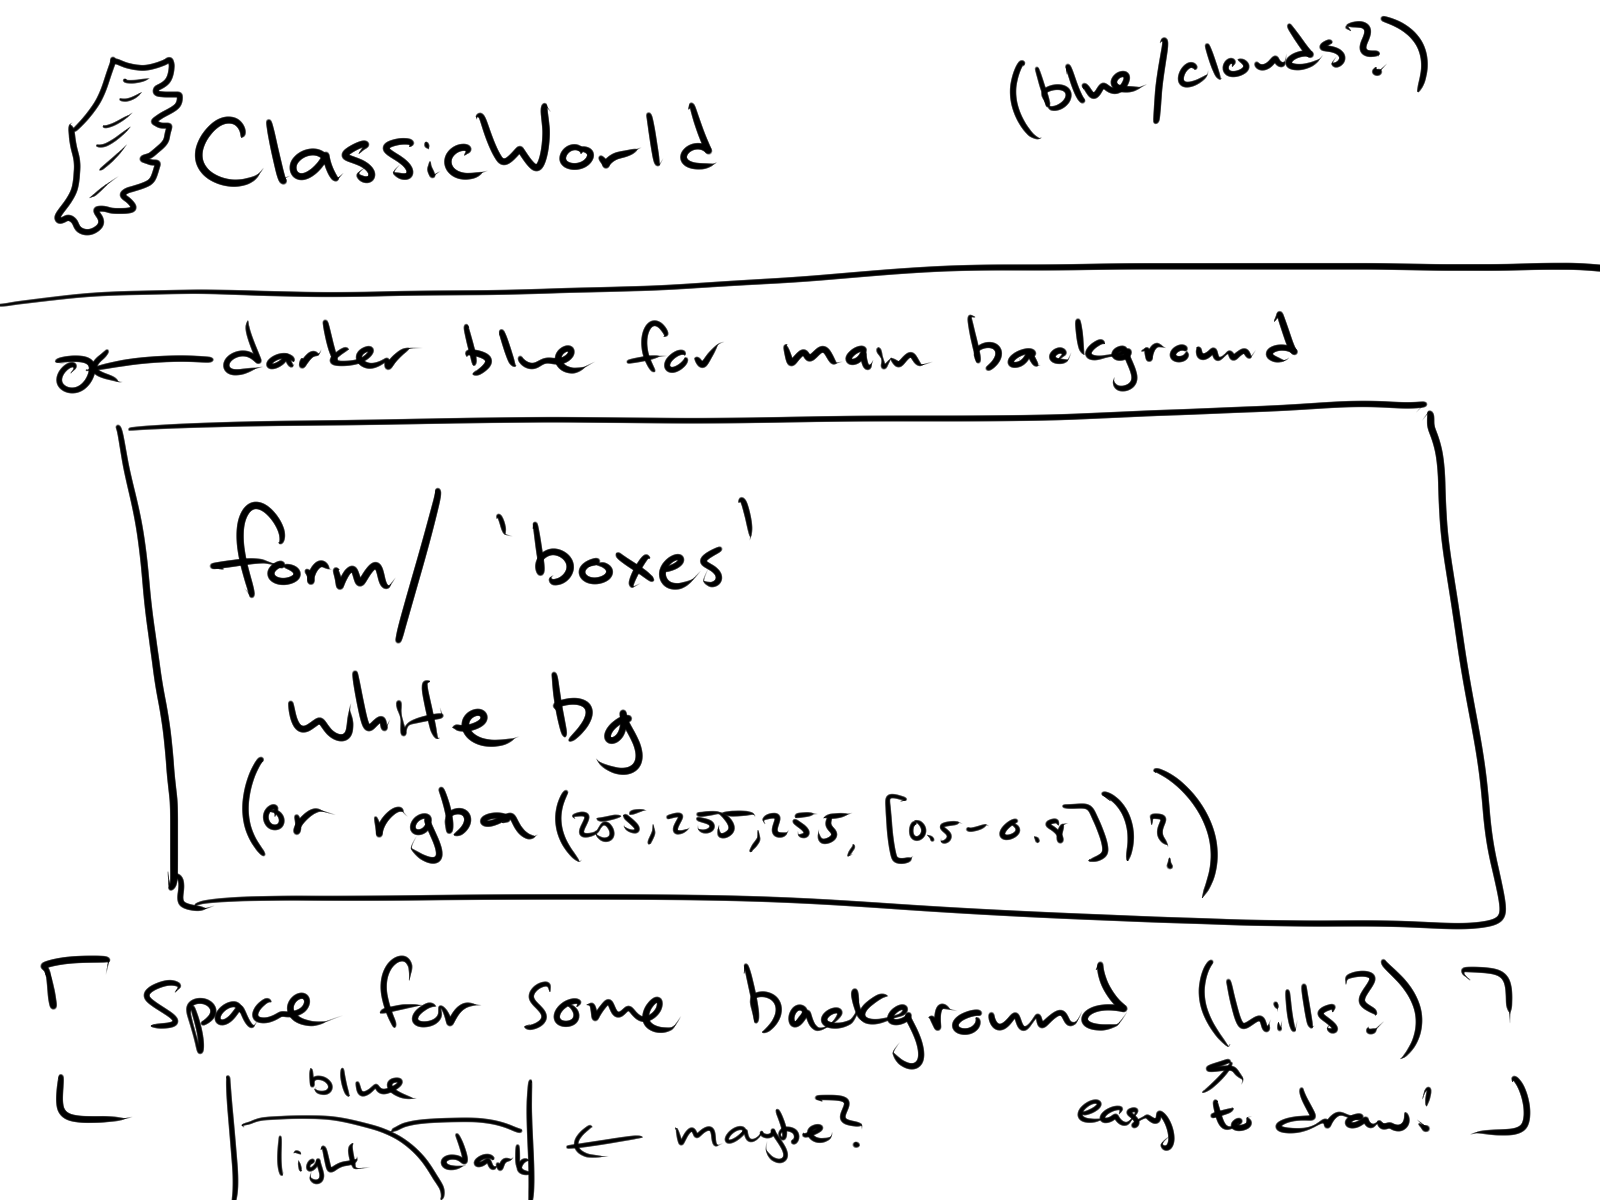 (blue/clouds?)
ClassicWorld
darker blue for main background
form/ 'boxes'
white bg
(or rgba (255,255,255, [0.5-0.8])?)
space for some background (hills?)
easy to draw!
blue
light dark
maybe?